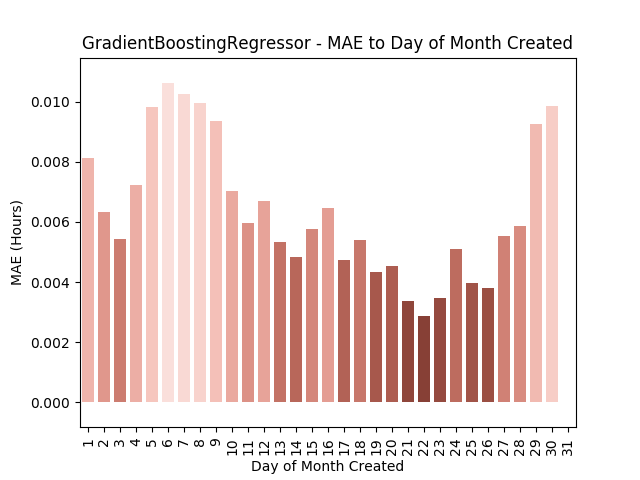 GradientBoostingRegressor - MAE to Day of Month Created
MAE (Hours)
0.010
0.008
0.006
0.004
0.002
0.000
1 2 3 4 5 6 7 8 9 10 11 12 13 14 15 16 17 18 19 20 21 22 23 24 25 26 27 28 29 30 31
Day of Month Created